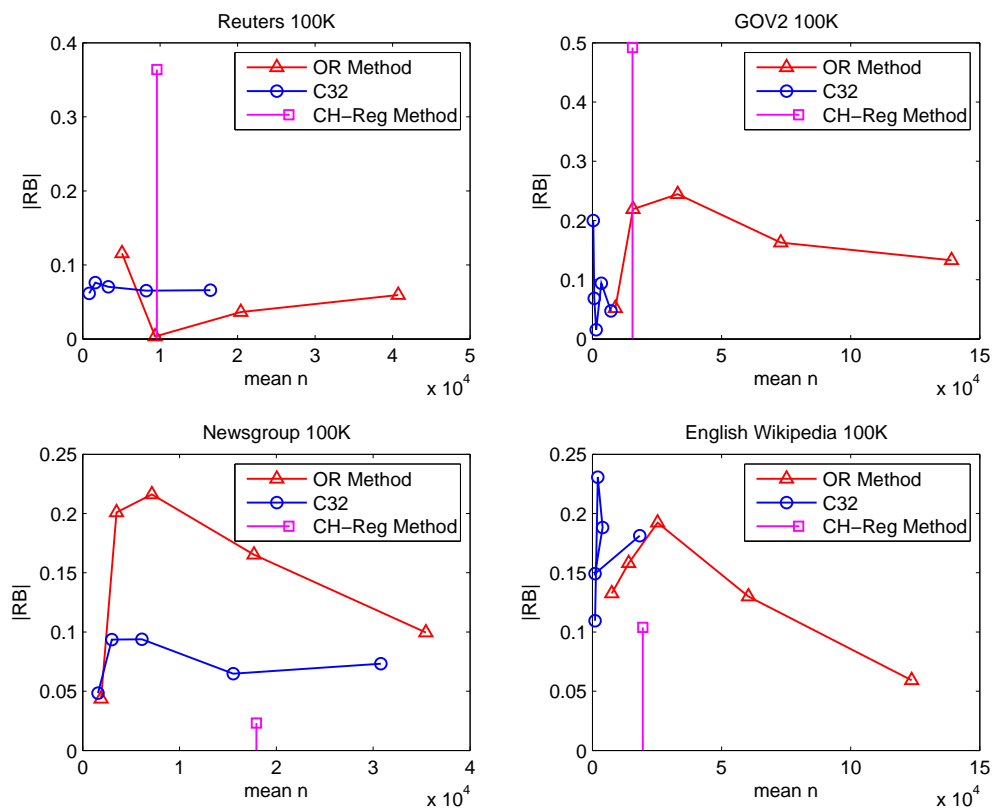 Reuters 100K
0.4
0.3
0.2
0.1
0
|RB|
OR Method
C32
CH-Reg Method
0 1 2 3 4 5
x 10^4
mean n
GOV2 100K
0.5
0.4
0.3
0.2
0.1
0
|RB|
OR Method
C32
CH-Reg Method
0 5 10 15
x 10^4
mean n
Newsgroup 100K
0.25
0.2
0.15
0.1
0.05
0
|RB|
OR Method
C32
CH-Reg Method
0 1 2 3 4
x 10^4
mean n
English Wikipedia 100K
0.25
0.2
0.15
0.1
0.05
0
|RB|
OR Method
C32
CH-Reg Method
0 5 10 15
x 10^4
mean n